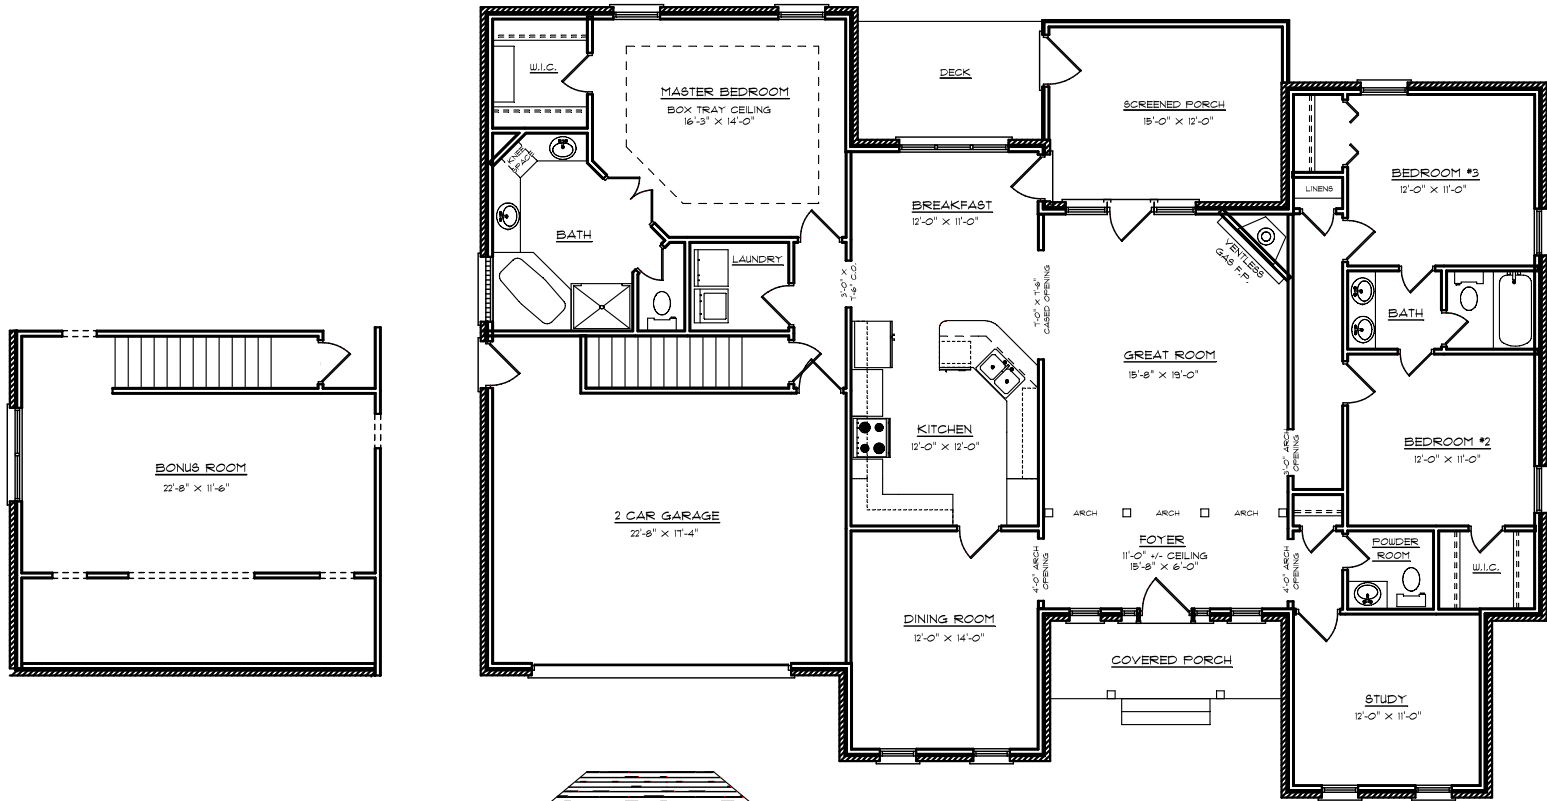 W.I.C.
MASTER BEDROOM
BOX TRAY CEILING
16'-3" X 14'-0"
DECK
SCREENED PORCH
15'-0" X 12'-0"
KNEE
SPACE
BATH
LAUNDRY
3'-0" X
7'-6" C.O.
BREAKFAST
12'-0" X 11'-0"
7'-0" X 7'-6"
CASED OPENING
VENTLESS
GAS F.P.
LINENS
BEDROOM #3
12'-0" X 11'-0"
BATH
GREAT ROOM
15'-8" X 19'-0"
KITCHEN
12'-0" X 12'-0"
3'-0" ARCH
OPENING
BEDROOM #2
12'-0" X 11'-0"
BONUS ROOM
22'-8" X 11'-6"
2 CAR GARAGE
22'-8" X 17'-4"
ARCH
ARCH
ARCH
FOYER
11'-0" +/- CEILING
15'-8" X 6'-0"
4'-0" ARCH
OPENING
4'-0" ARCH
OPENING
POWDER
ROOM
W.I.C.
DINING ROOM
12'-0" X 14'-0"
COVERED PORCH
STUDY
12'-0" X 11'-0"